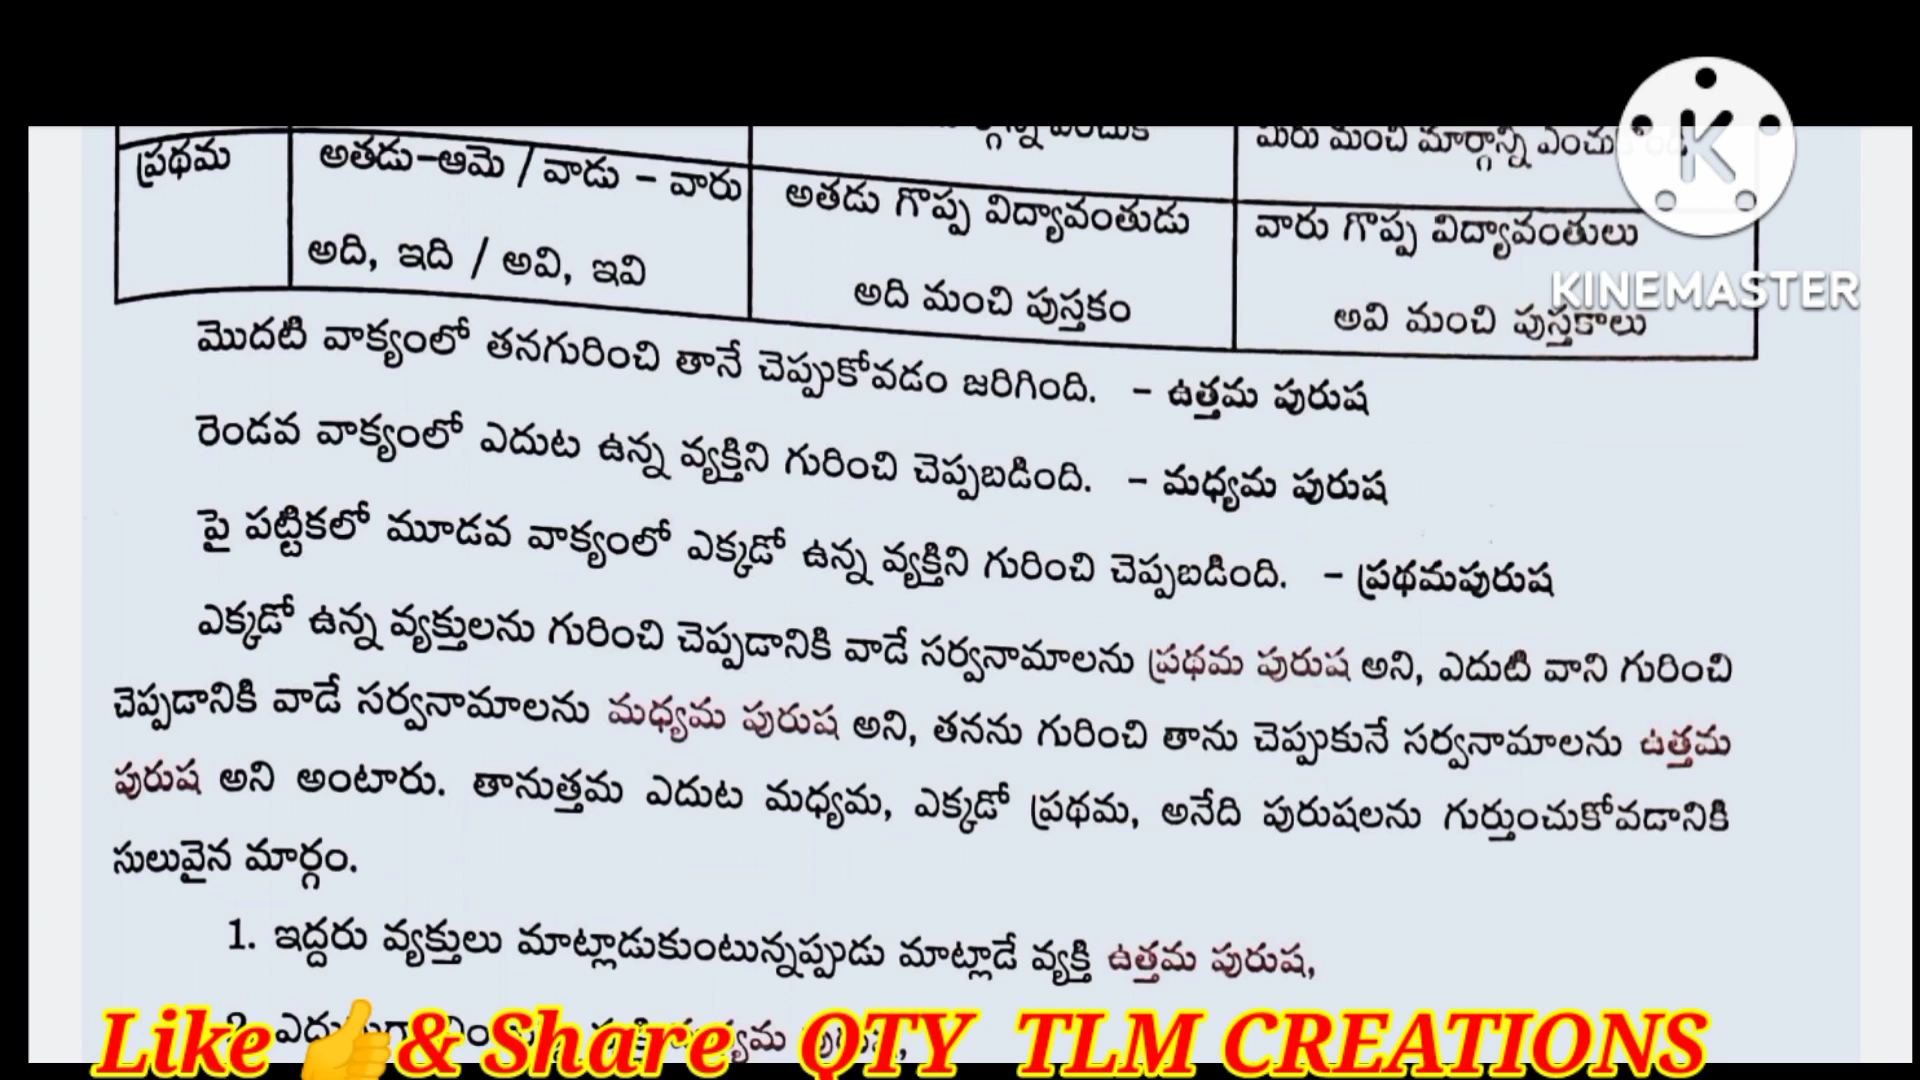 మీరు మంచి మార్గాన్ని
ప్రథమ అతడు-ఆమె / వాడు - వారు అతడు గొప్ప విద్యావంతుడు వారు గొప్ప విద్యావంతులు
అది, ఇది / అవి, ఇవి అది మంచి పుస్తకం అవి మంచి పుస్తకాలు
KINEMASTER
మొదటి వాక్యంలో తనగురించి తానే చెప్పుకోవడం జరిగింది. - ఉత్తమ పురుష
రెండవ వాక్యంలో ఎదుట ఉన్న వ్యక్తిని గురించి చెప్పబడింది. - మధ్యమ పురుష
పై పట్టికలో మూడవ వాక్యంలో ఎక్కడో ఉన్న వ్యక్తిని గురించి చెప్పబడింది. - ప్రథమపురుష
ఎక్కడో ఉన్న వ్యక్తులను గురించి చెప్పడానికి వాడే సర్వనామాలను ప్రథమ పురుష అని, ఎదుటి వాని గురించి
చెప్పడానికి వాడే సర్వనామాలను మధ్యమ పురుష అని, తనను గురించి తాను చెప్పుకునే సర్వనామాలను ఉత్తమ
పురుష అని అంటారు. తానుత్తమ ఎదుట మధ్యమ, ఎక్కడో ప్రథమ, అనేది పురుషలను గుర్తుంచుకోవడానికి
సులువైన మార్గం.
1. ఇద్దరు వ్యక్తులు మాట్లాడుకుంటున్నప్పుడు మాట్లాడే వ్యక్తి ఉత్తమ పురుష,
Like 👍& Share QTY TLM CREATIONS